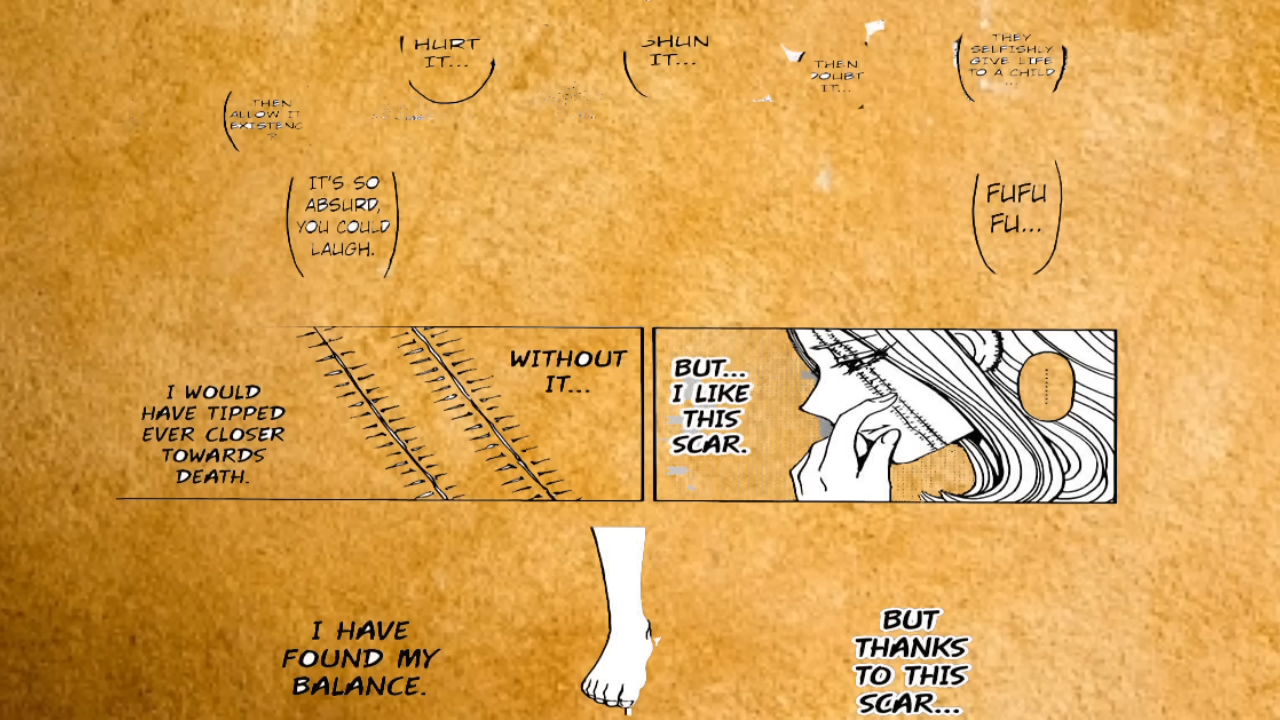 THEY
SELFISHLY
GIVE LIFE
TO A CHILD
...
THEN
DOUBT
IT...
SHUN
IT...
HURT
IT...
THEN
ALLOW IT
EXISTENC
FUFU
FU...
IT'S SO
ABSURD,
YOU COULD
LAUGH.
.........
BUT...
I LIKE
THIS
SCAR.
WITHOUT
IT...
I WOULD
HAVE TIPPED
EVER CLOSER
TOWARDS
DEATH.
BUT
THANKS
TO THIS
SCAR...
I HAVE
FOUND MY
BALANCE.